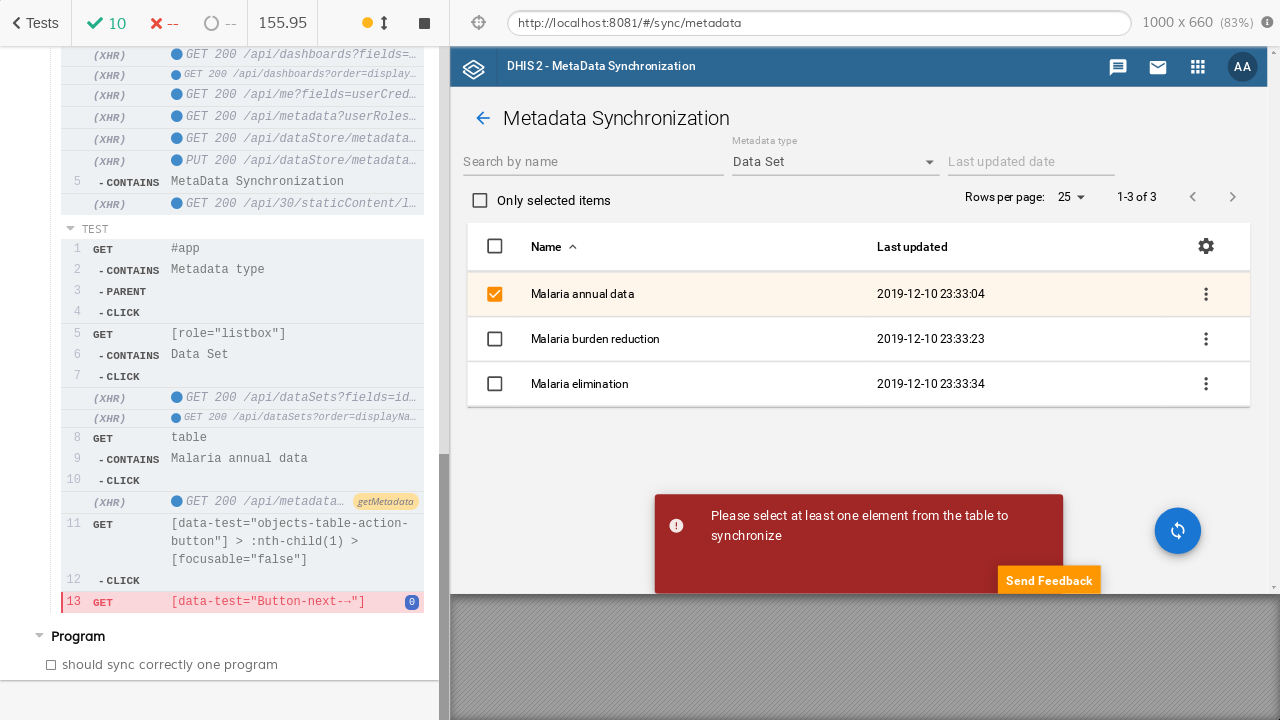 Tests 10 -- -- 155.95
(XHR) GET 200 /api/dashboards?fields=…
(XHR) GET 200 /api/dashboards?order=display…
(XHR) GET 200 /api/me?fields=userCred…
(XHR) GET 200 /api/metadata?userRoles…
(XHR) GET 200 /api/dataStore/metadata…
(XHR) PUT 200 /api/dataStore/metadata…
5 -CONTAINS MetaData Synchronization
(XHR) GET 200 /api/30/staticContent/l…
TEST
1 GET #app
2 -CONTAINS Metadata type
3 -PARENT
4 -CLICK
5 GET [role="listbox"]
6 -CONTAINS Data Set
7 -CLICK
(XHR) GET 200 /api/dataSets?fields=id…
(XHR) GET 200 /api/dataSets?order=displayNa…
8 GET table
9 -CONTAINS Malaria annual data
10 -CLICK
(XHR) GET 200 /api/metadata… getMetadata
11 GET [data-test="objects-table-action-
button"] > :nth-child(1) >
[focusable="false"]
12 -CLICK
13 GET [data-test="Button-next-→"] 0
Program
should sync correctly one program
http://localhost:8081/#/sync/metadata
1000 x 660 (83%)
DHIS 2 - MetaData Synchronization
AA
Metadata Synchronization
Metadata type
Search by name Data Set Last updated date
Only selected items Rows per page: 25 1-3 of 3
Name Last updated
Malaria annual data 2019-12-10 23:33:04
Malaria burden reduction 2019-12-10 23:33:23
Malaria elimination 2019-12-10 23:33:34
Please select at least one element from the table to
synchronize
Send Feedback